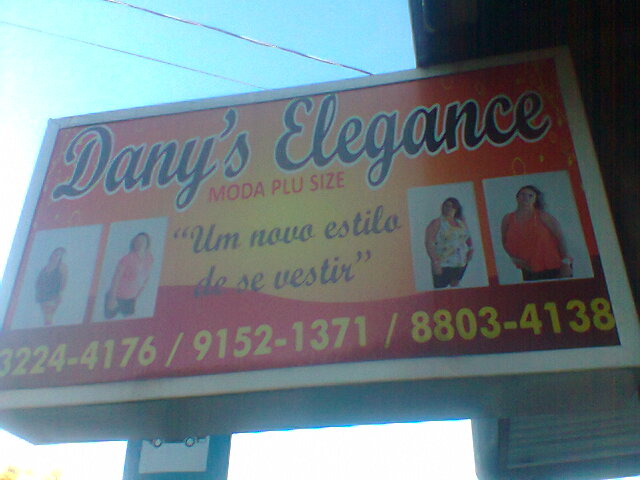 Dany's Elegance
MODA PLU SIZE
“Um novo estilo
de se vestir”
3224-4176 / 9152-1371 / 8803-4138